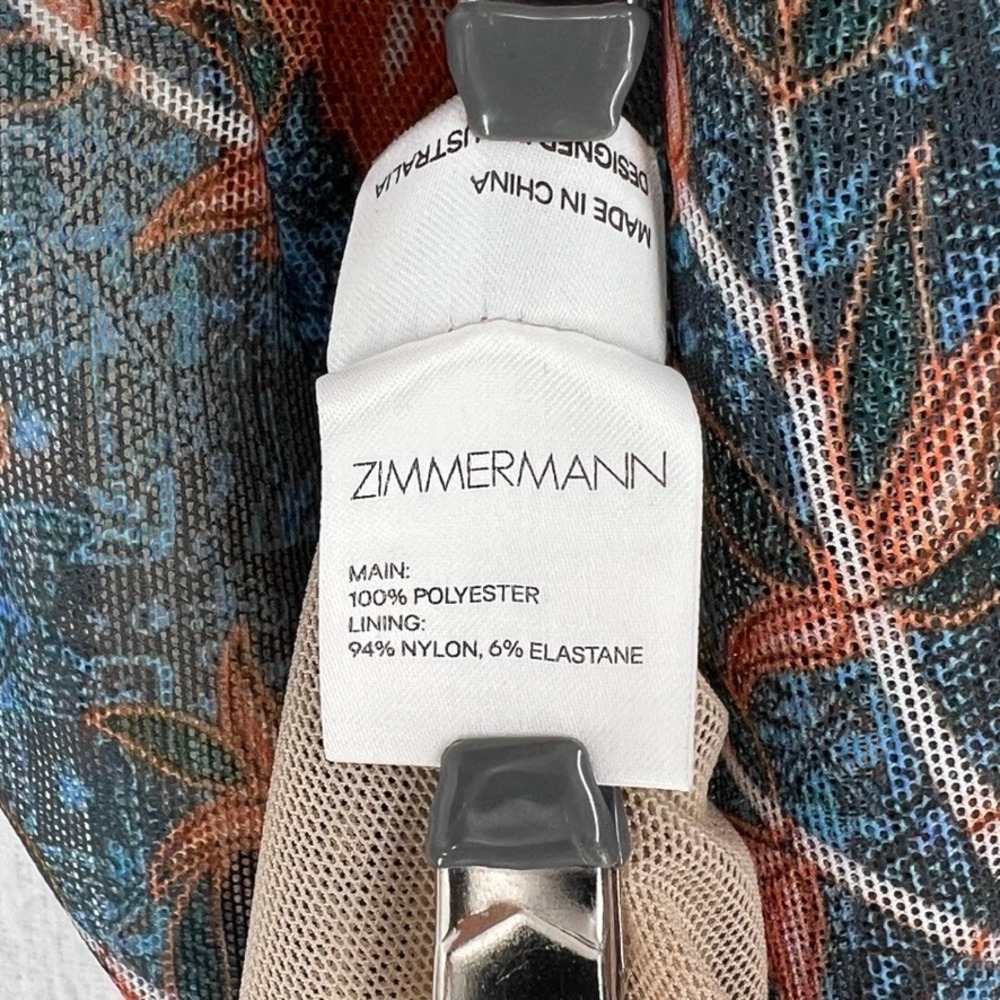 ZIMMERMANN
MAIN:
100% POLYESTER
LINING:
94% NYLON, 6% ELASTANE
MADE IN CHINA
DESIGNED